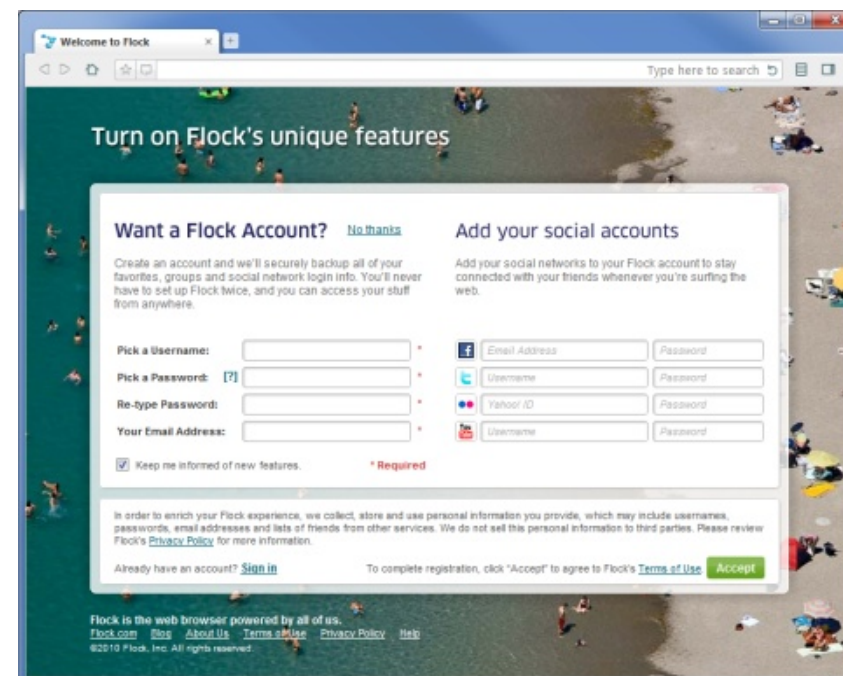 Welcome to Flock
Type here to search
Turn on Flock's unique features
Want a Flock Account? No thanks
Create an account and we'll securely backup all of your
favorites, groups and social network login info. You'll never
have to set up Flock twice, and you can access your stuff
from anywhere.
Pick a Username: *
Pick a Password: [?] *
Re-type Password: *
Your Email Address: *
Keep me informed of new features. * Required
Add your social accounts
Add your social networks to your Flock account to stay
connected with your friends whenever you're surfing the
web.
f Email Address Password
t Username Password
Yahoo! ID Password
You Tube Username Password
In order to enrich your Flock experience, we collect, store and use personal information you provide, which may include usernames,
passwords, email addresses and lists of friends from other services. We do not sell this personal information to third parties. Please review
Flock's Privacy Policy for more information.
Already have an account? Sign in To complete registration, click "Accept" to agree to Flock's Terms of Use Accept
Flock is the web browser powered by all of us.
Flock.com Blog About Us Terms of Use Privacy Policy Help
©2010 Flock, Inc. All rights reserved.